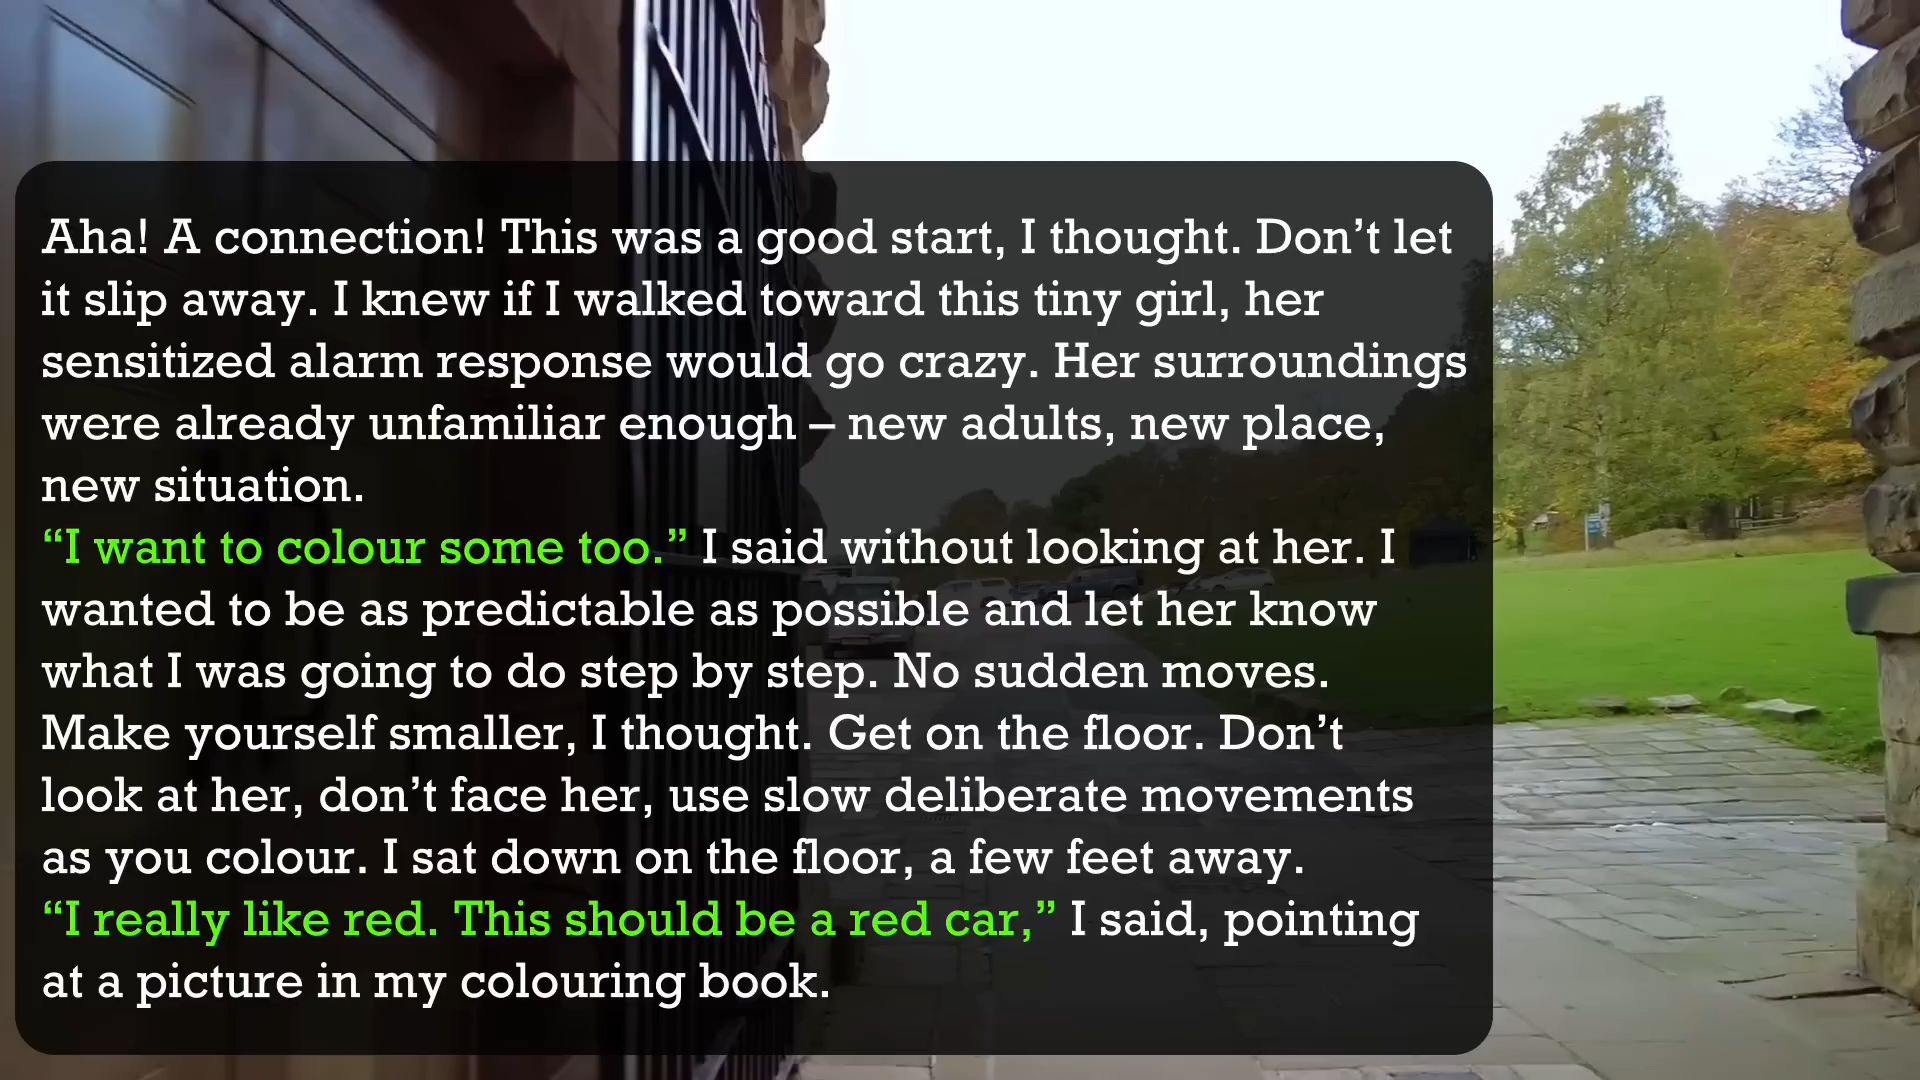 Aha! A connection! This was a good start, I thought. Don’t let
it slip away. I knew if I walked toward this tiny girl, her
sensitized alarm response would go crazy. Her surroundings
were already unfamiliar enough – new adults, new place,
new situation.
“I want to colour some too.” I said without looking at her. I
wanted to be as predictable as possible and let her know
what I was going to do step by step. No sudden moves.
Make yourself smaller, I thought. Get on the floor. Don’t
look at her, don’t face her, use slow deliberate movements
as you colour. I sat down on the floor, a few feet away.
“I really like red. This should be a red car,” I said, pointing
at a picture in my colouring book.